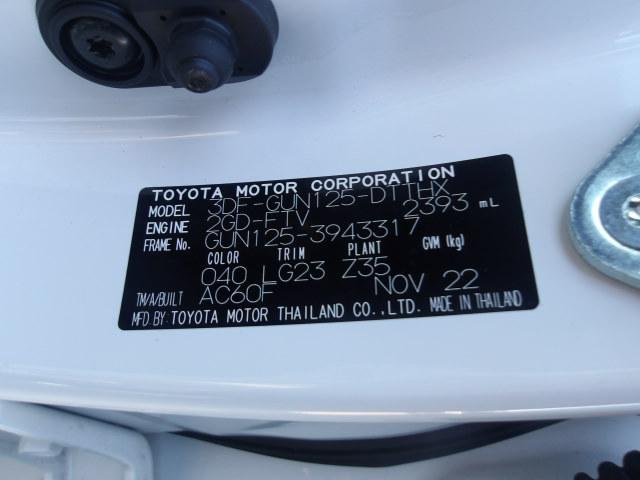 TOYOTA MOTOR CORPORATION
MODEL 3DF-GUN125-DTTHX
ENGINE 2GD-FTV 2393 mL
FRAME No. GUN125-3943317
COLOR TRIM PLANT GVM (kg)
040 LG23 Z35
TM/A/BUILT AC60F NOV 22
MFD.BY:TOYOTA MOTOR THAILAND CO.,LTD. MADE IN THAILAND